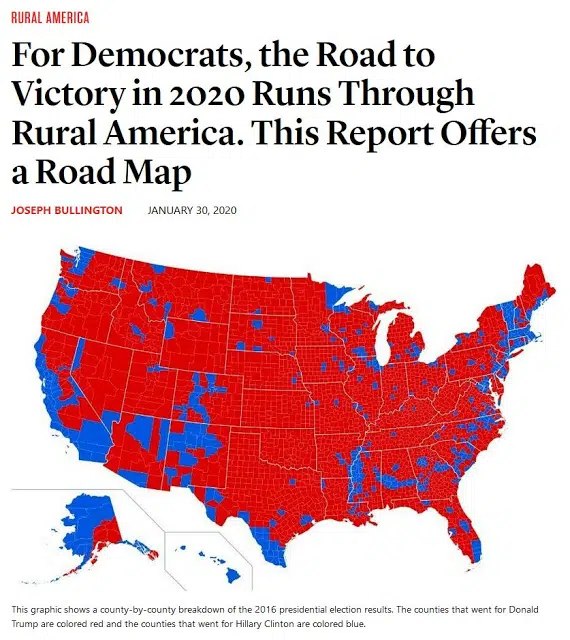 RURAL AMERICA
For Democrats, the Road to
Victory in 2020 Runs Through
Rural America. This Report Offers
a Road Map
JOSEPH BULLINGTON JANUARY 30, 2020
This graphic shows a county-by-county breakdown of the 2016 presidential election results. The counties that went for Donald
Trump are colored red and the counties that went for Hillary Clinton are colored blue.